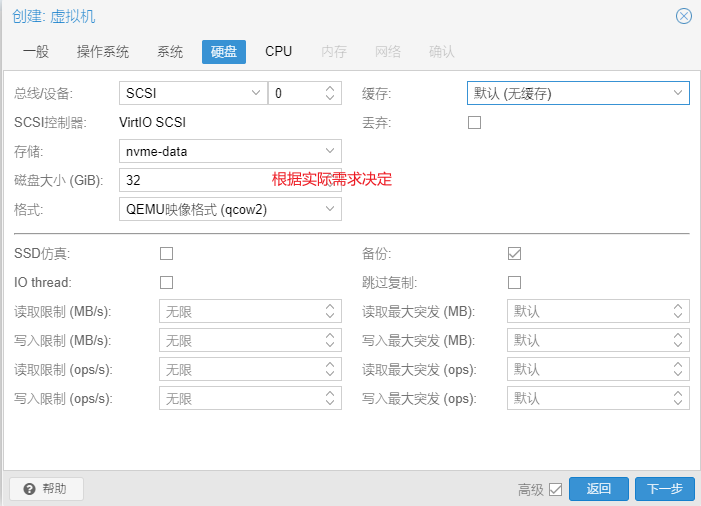 创建: 虚拟机
一般 操作系统 系统 硬盘 CPU 内存 网络 确认
总线/设备: SCSI 0 缓存: 默认 (无缓存)
SCSI控制器: VirtIO SCSI 丢弃:
存储: nvme-data
磁盘大小 (GiB): 32 根据实际需求决定
格式: QEMU映像格式 (qcow2)
SSD仿真: 备份:
IO thread: 跳过复制:
读取限制 (MB/s): 无限 读取最大突发 (MB): 默认
写入限制 (MB/s): 无限 写入最大突发 (MB): 默认
读取限制 (ops/s): 无限 读取最大突发 (ops): 默认
写入限制 (ops/s): 无限 写入最大突发 (ops): 默认
帮助 高级 返回 下一步